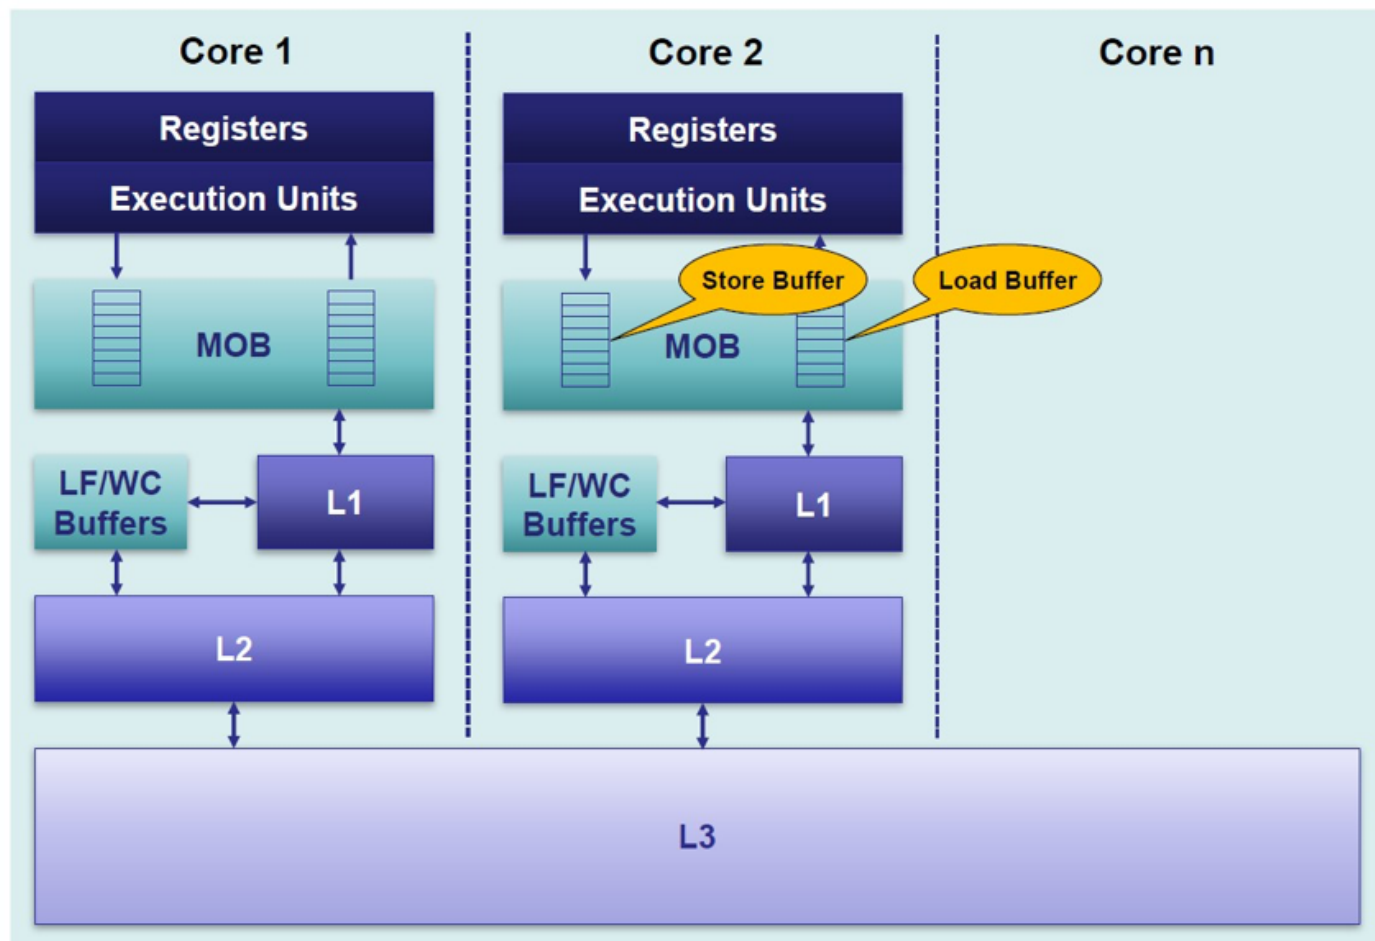 Core 1
Core 2
Core n
Registers
Execution Units
Registers
Execution Units
Store Buffer
Load Buffer
MOB
MOB
LF/WC
Buffers
L1
LF/WC
Buffers
L1
L2
L2
L3